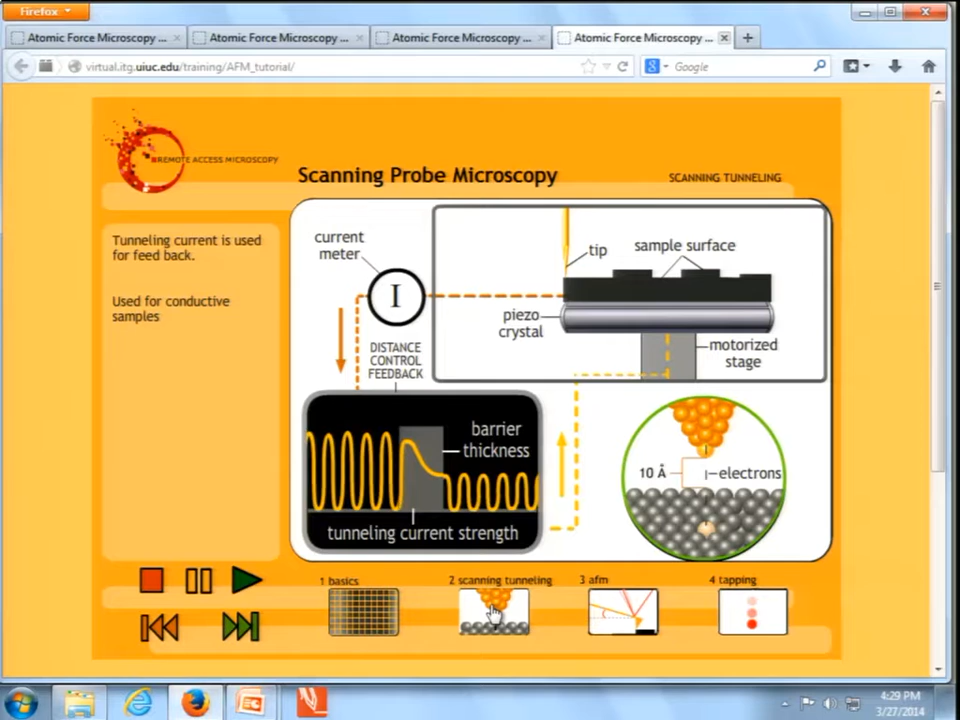 Firefox
Atomic Force Microscopy ...
Atomic Force Microscopy ...
Atomic Force Microscopy ...
Atomic Force Microscopy ...
virtual.itg.uiuc.edu/training/AFM_tutorial/
Google
REMOTE ACCESS MICROSCOPY
Scanning Probe Microscopy
SCANNING TUNNELING
Tunneling current is used
for feed back.
Used for conductive
samples
current
meter
I
tip
sample surface
piezo
crystal
motorized
stage
DISTANCE
CONTROL
FEEDBACK
barrier
thickness
tunneling current strength
10 Å
electrons
1 basics
2 scanning tunneling
3 afm
4 tapping
4:29 PM
3/27/2014